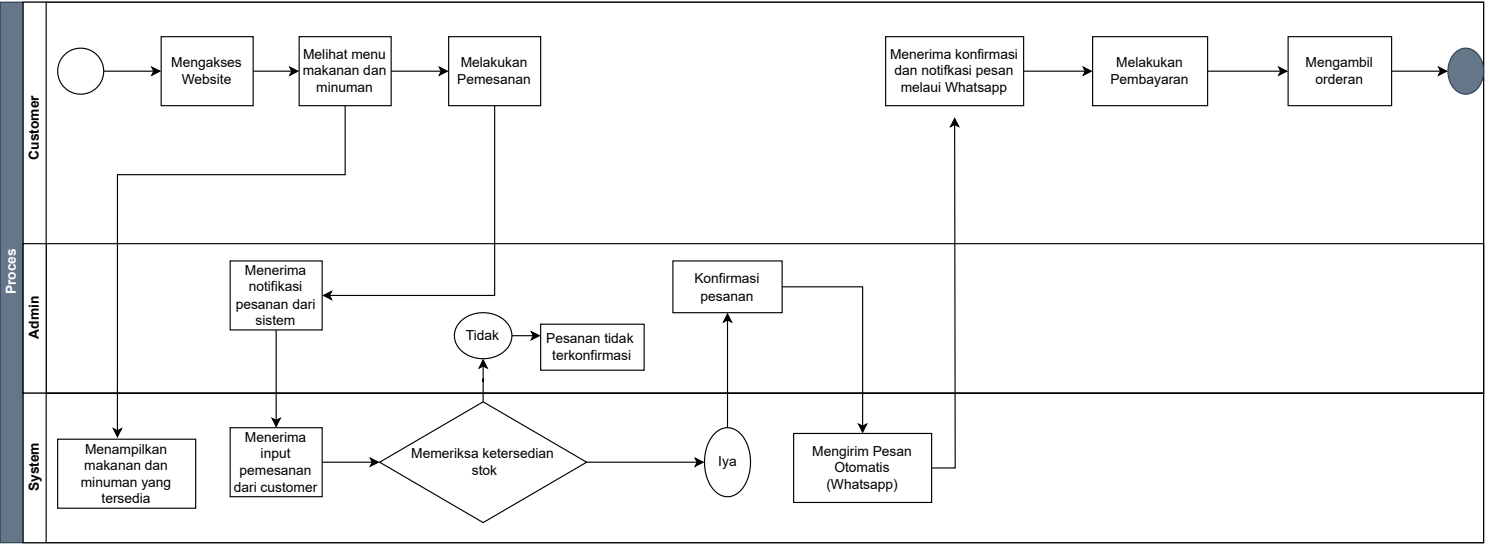 Proces
Customer
Mengakses
Website
Melihat menu
makanan dan
minuman
Melakukan
Pemesanan
Menerima konfirmasi
dan notifkasi pesan
melaui Whatsapp
Melakukan
Pembayaran
Mengambil
orderan
Admin
Menerima
notifikasi
pesanan dari
sistem
Tidak
Pesanan tidak
terkonfirmasi
Konfirmasi
pesanan
System
Menampilkan
makanan dan
minuman yang
tersedia
Menerima
input
pemesanan
dari customer
Memeriksa ketersedian
stok
Iya
Mengirim Pesan
Otomatis
(Whatsapp)